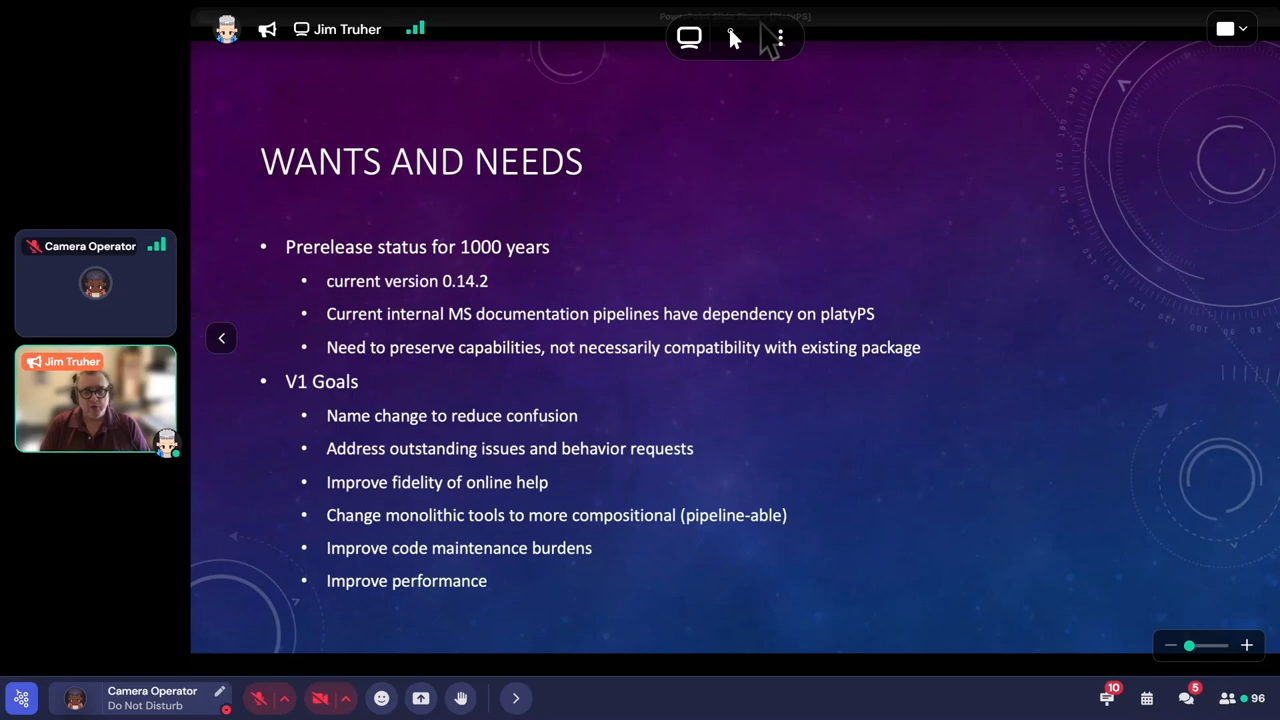 Jim Truher
WANTS AND NEEDS
• Prerelease status for 1000 years
• current version 0.14.2
• Current internal MS documentation pipelines have dependency on platyPS
• Need to preserve capabilities, not necessarily compatibility with existing package
• V1 Goals
• Name change to reduce confusion
• Address outstanding issues and behavior requests
• Improve fidelity of online help
• Change monolithic tools to more compositional (pipeline-able)
• Improve code maintenance burdens
• Improve performance
Camera Operator
Jim Truher
Camera Operator
Do Not Disturb
10
5
96